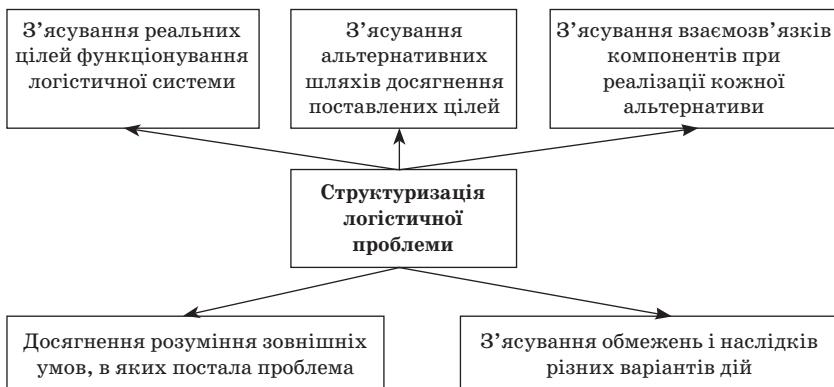 З’ясування реальних
цілей функціонування
логістичної системи
З’ясування
альтернативних
шляхів досягнення
поставлених цілей
З’ясування взаємозв’язків
компонентів при
реалізації кожної
альтернативи
Структуризація
логістичної
проблеми
Досягнення розуміння зовнішніх
умов, в яких постала проблема
З’ясування обмежень і наслідків
різних варіантів дій